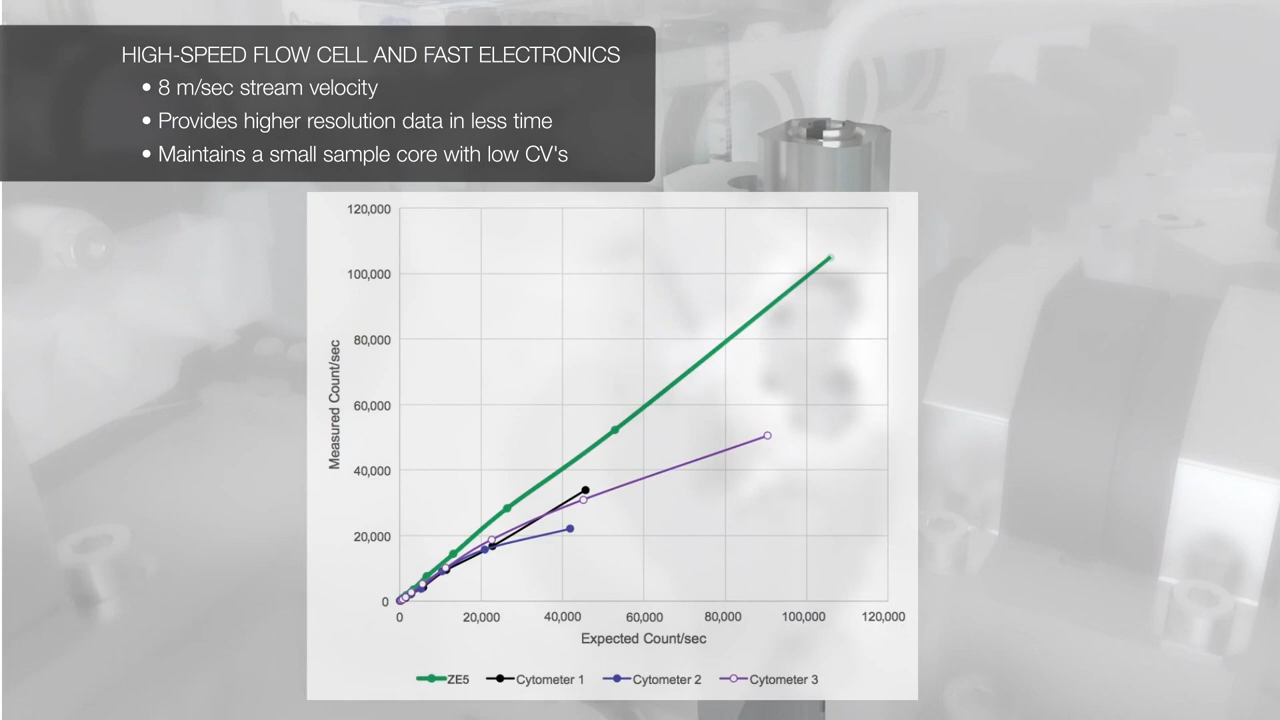 HIGH-SPEED FLOW CELL AND FAST ELECTRONICS
• 8 m/sec stream velocity
• Provides higher resolution data in less time
• Maintains a small sample core with low CV's
120,000
100,000
80,000
60,000
40,000
20,000
0
Measured Count/sec
0 20,000 40,000 60,000 80,000 100,000 120,000
Expected Count/sec
ZE5 Cytometer 1 Cytometer 2 Cytometer 3